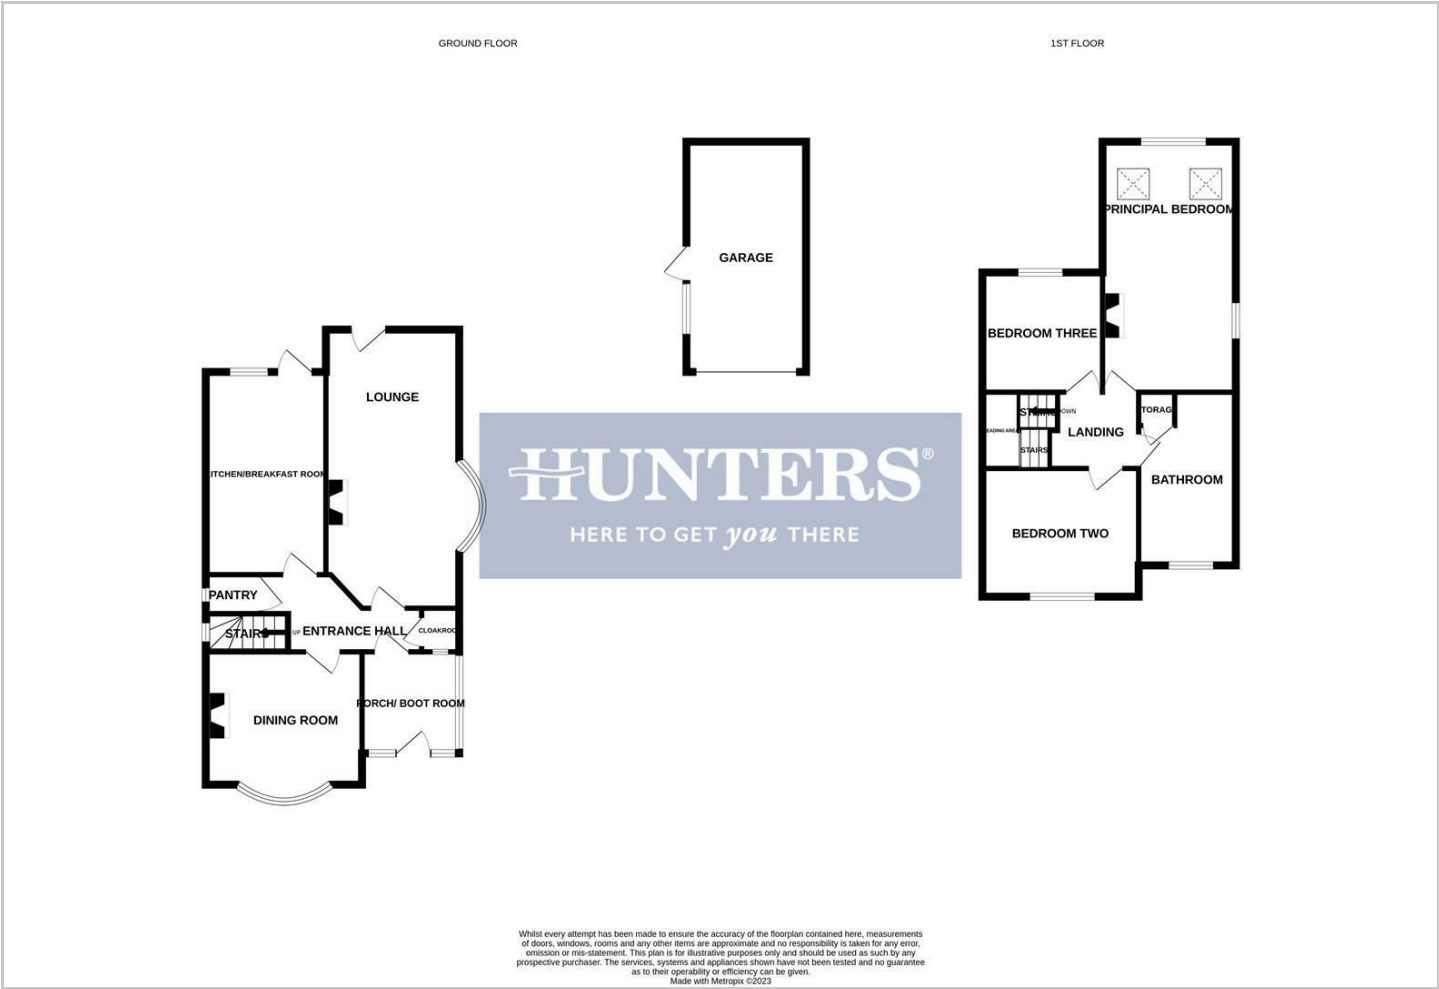 GROUND FLOOR
1ST FLOOR
GARAGE
PRINCIPAL BEDROOM
BEDROOM THREE
LOUNGE
STAIRS
DOWN
TORAG
EADING AREA
LANDING
STAIRS
ITCHEN/BREAKFAST ROOM
BATHROOM
HUNTERS®
HERE TO GET you THERE
BEDROOM TWO
PANTRY
STAIRS
UP
ENTRANCE HALL
CLOAKROO
PORCH/ BOOT ROOM
DINING ROOM
Whilst every attempt has been made to ensure the accuracy of the floorplan contained here, measurements
of doors, windows, rooms and any other items are approximate and no responsibility is taken for any error,
omission or mis-statement. This plan is for illustrative purposes only and should be used as such by any
prospective purchaser. The services, systems and appliances shown have not been tested and no guarantee
as to their operability or efficiency can be given.
Made with Metropix ©2023